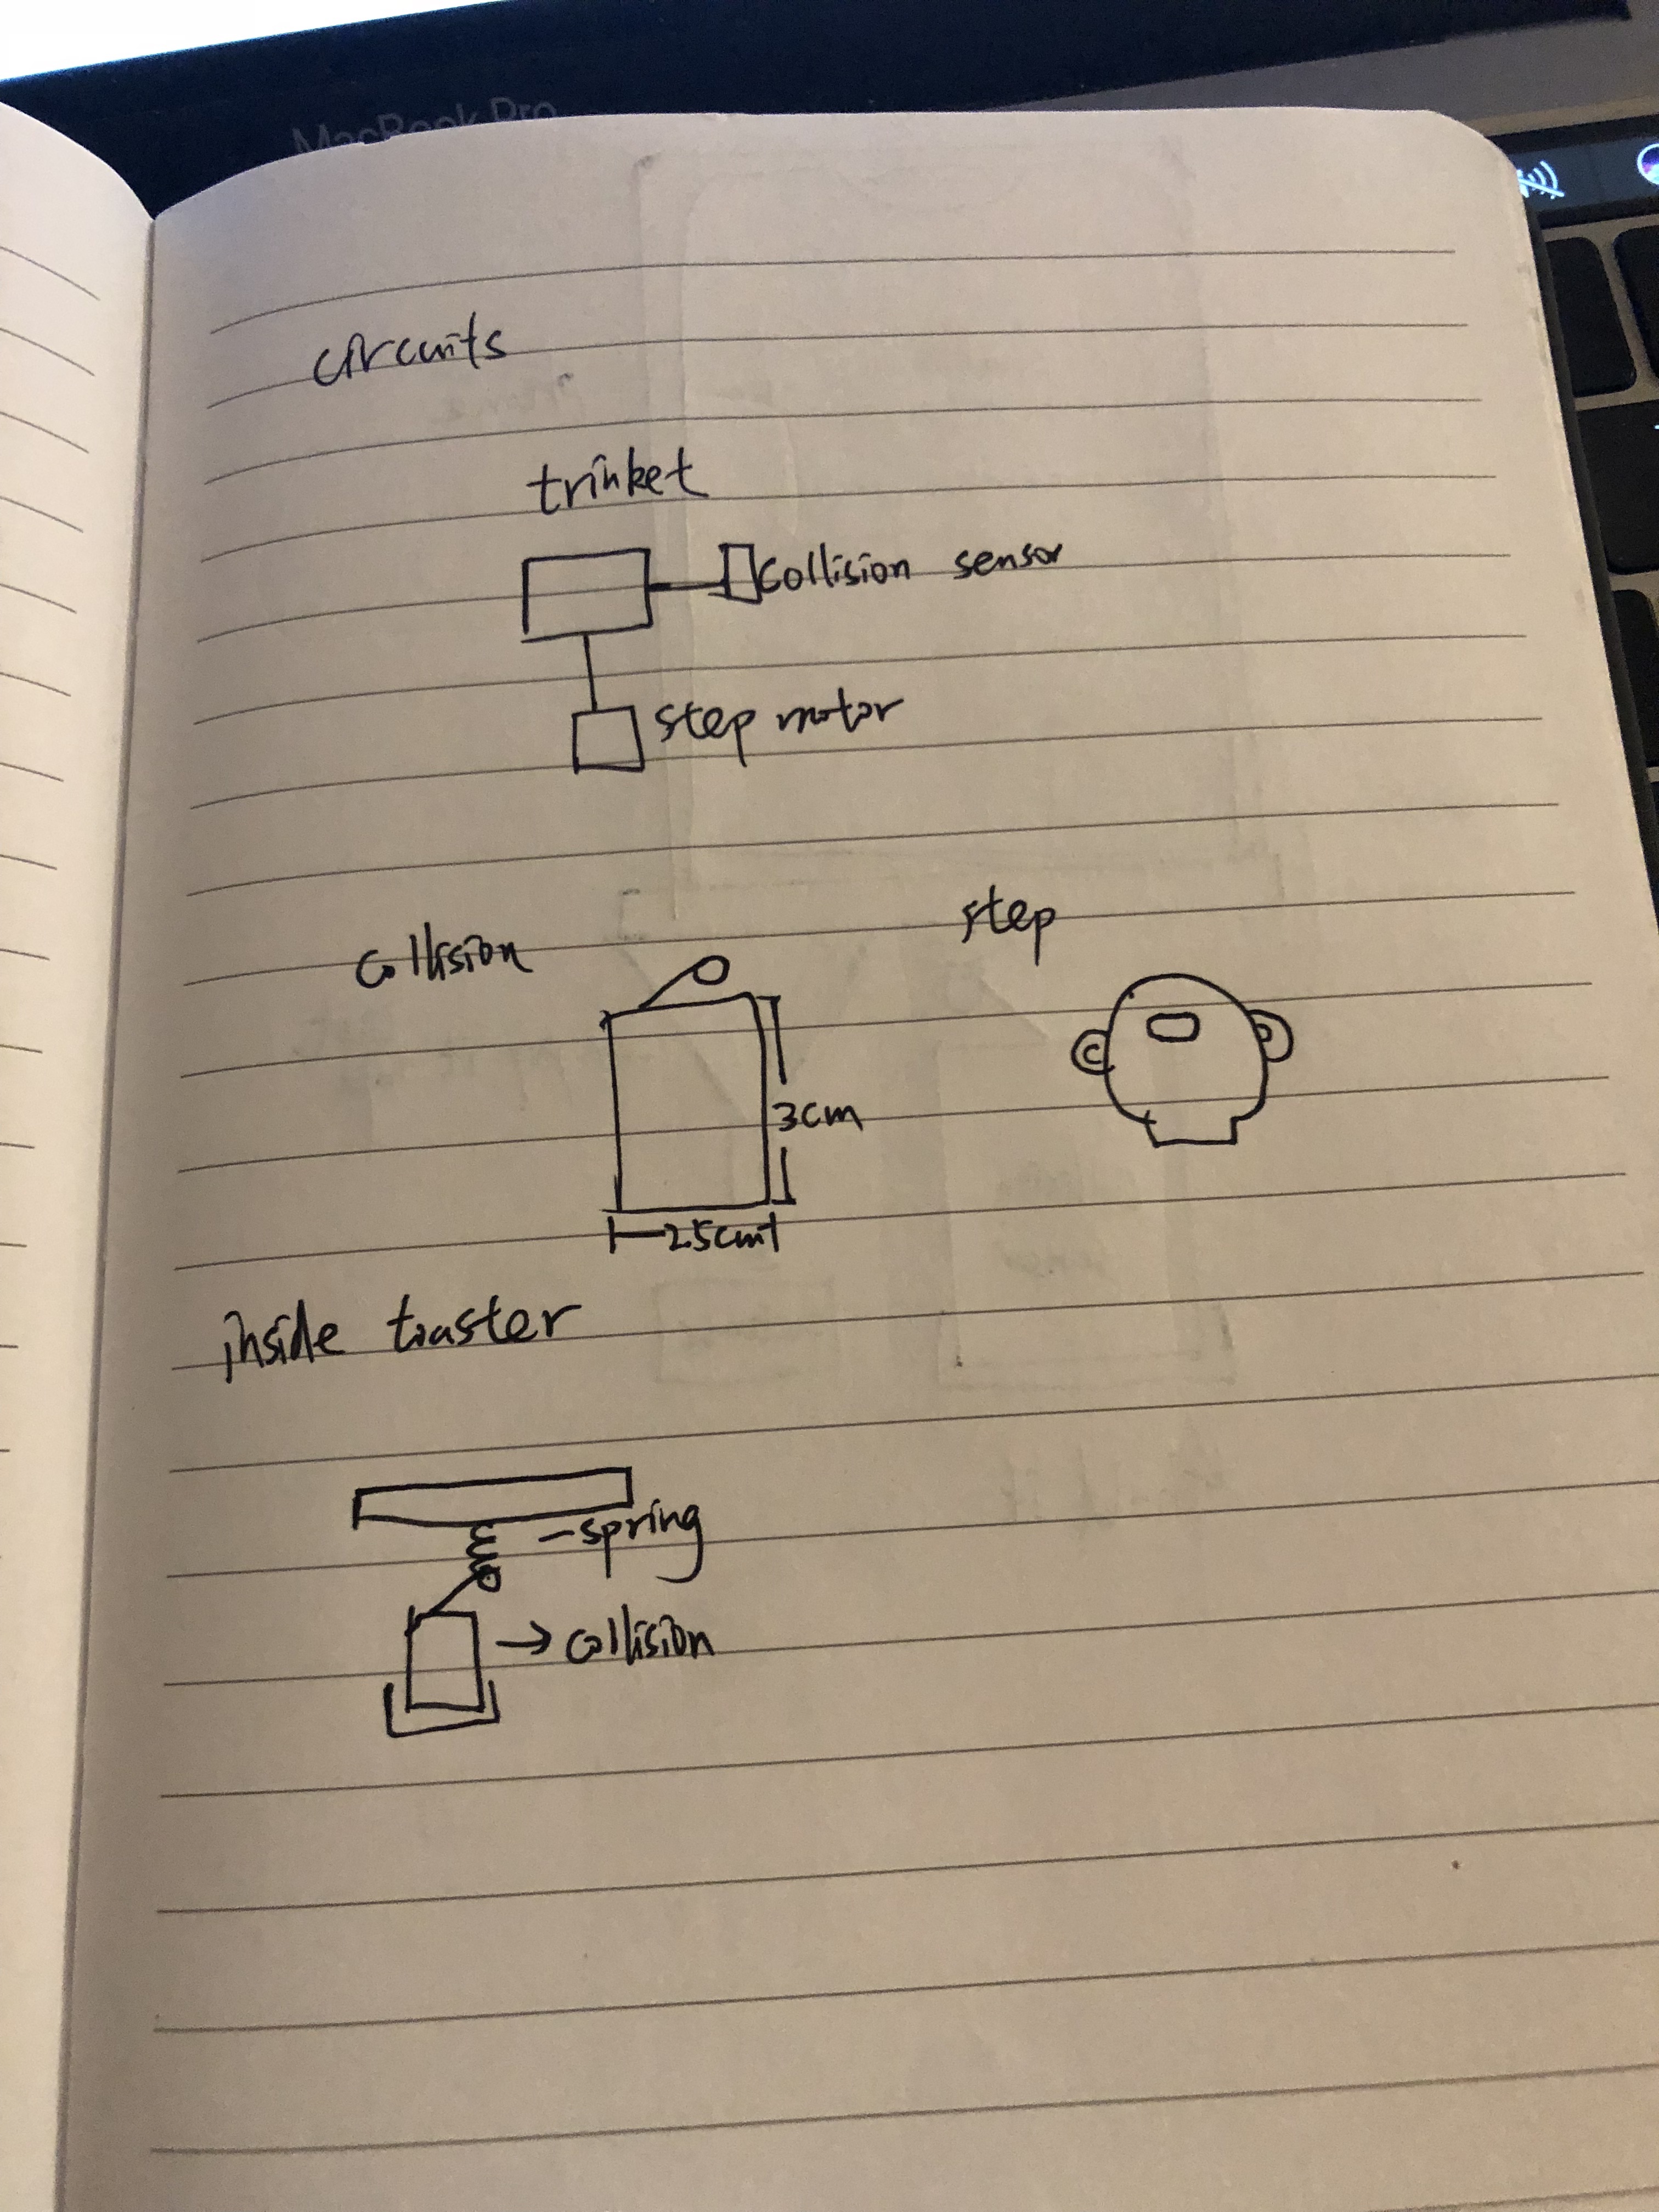 MacBook Pro
circuits
trinket
collision sensor
step motor
collision
step
3cm
2.5cm
inside toaster
spring
collision